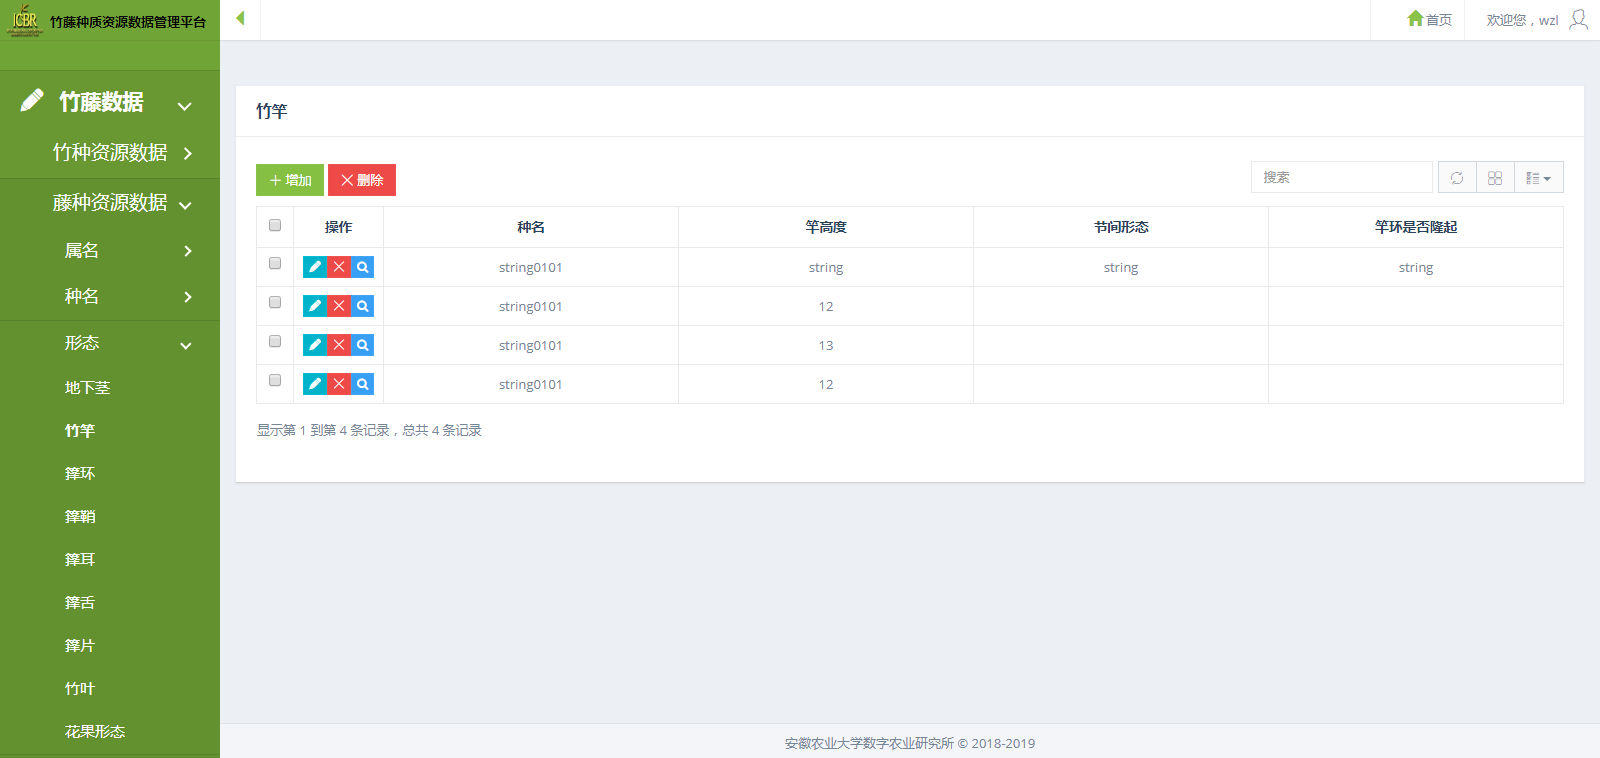 ICBR 竹藤种质资源数据管理平台
首页
欢迎您，wzl
竹藤数据
竹种资源数据
藤种资源数据
属名
种名
形态
地下茎
竹竿
箨环
箨鞘
箨耳
箨舌
箨片
竹叶
花果形态
竹竿
增加 删除
搜索
操作 种名 竿高度 节间形态 竿环是否隆起
string0101 string string string
string0101 12
string0101 13
string0101 12
显示第 1 到第 4 条记录，总共 4 条记录
安徽农业大学数字农业研究所 © 2018-2019